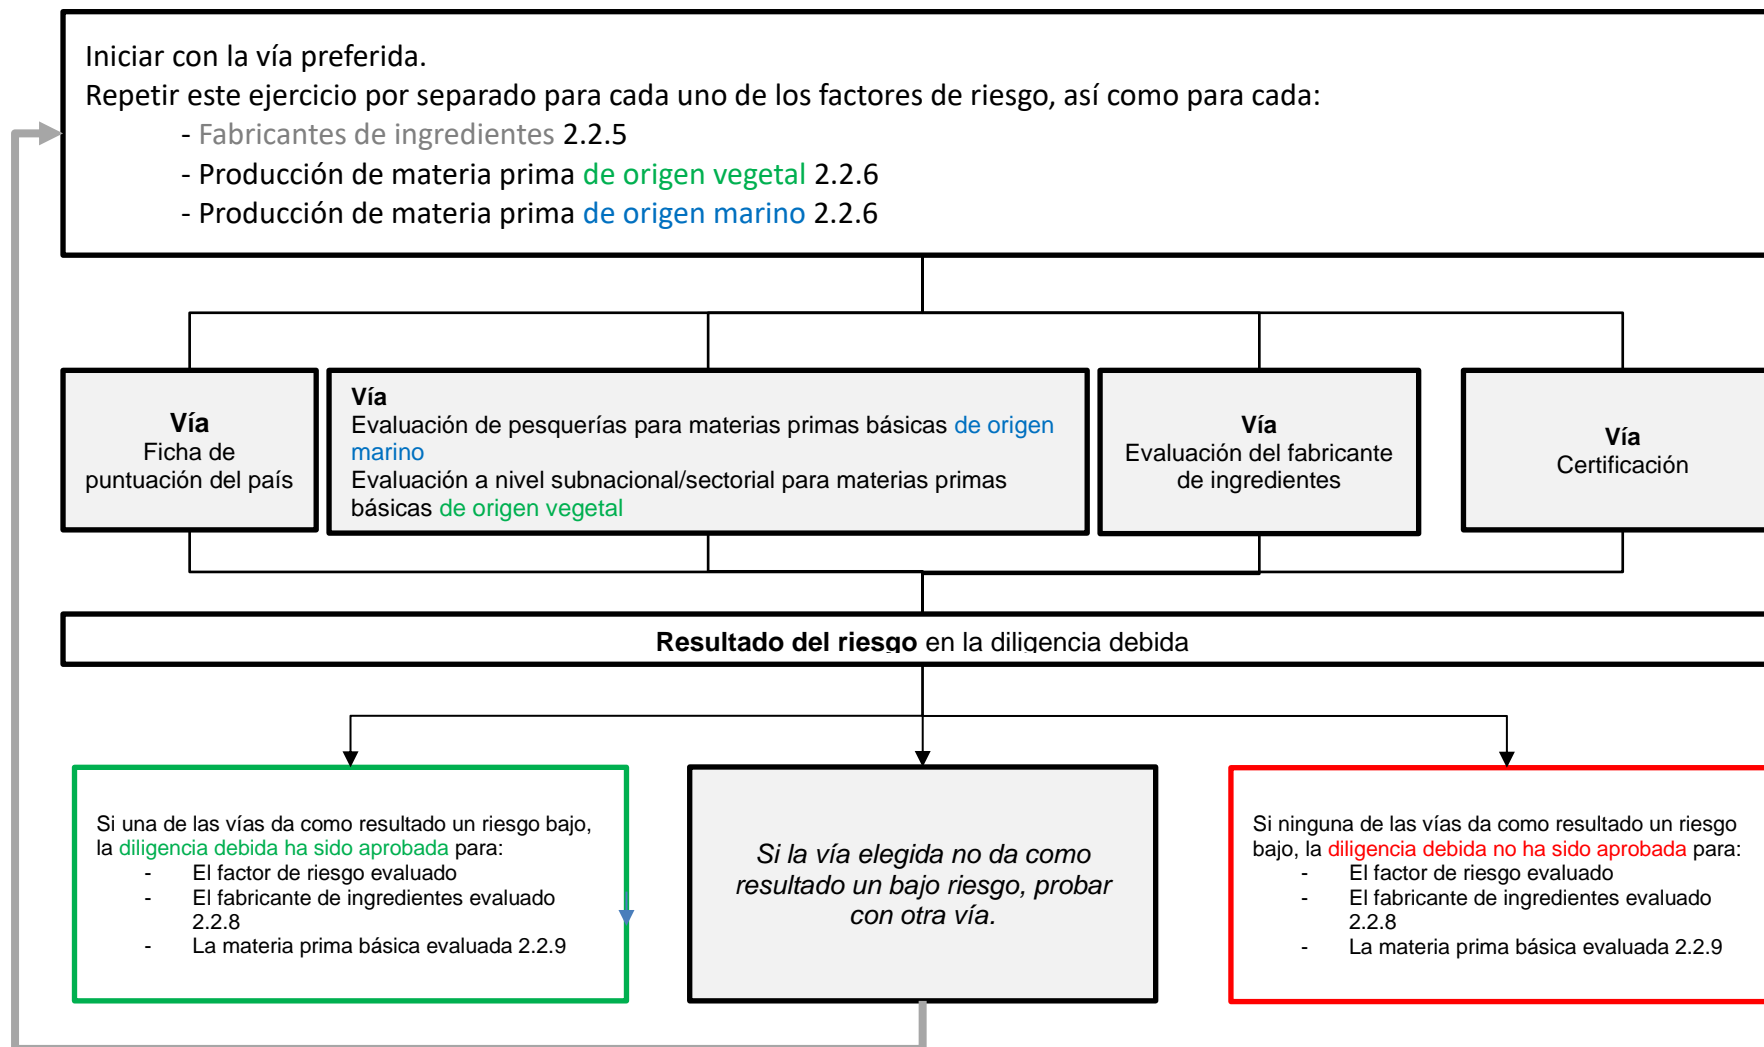 Iniciar con la vía preferida.
Repetir este ejercicio por separado para cada uno de los factores de riesgo, así como para cada:
- Fabricantes de ingredientes 2.2.5
- Producción de materia prima de origen vegetal 2.2.6
- Producción de materia prima de origen marino 2.2.6
Vía
Ficha de
puntuación del país
Vía
Evaluación de pesquerías para materias primas básicas de origen
marino
Evaluación a nivel subnacional/sectorial para materias primas
básicas de origen vegetal
Vía
Evaluación del fabricante
de ingredientes
Vía
Certificación
Resultado del riesgo en la diligencia debida
Si una de las vías da como resultado un riesgo bajo,
la diligencia debida ha sido aprobada para:
- El factor de riesgo evaluado
- El fabricante de ingredientes evaluado
2.2.8
- La materia prima básica evaluada 2.2.9
Si la vía elegida no da como
resultado un bajo riesgo, probar
con otra vía.
Si ninguna de las vías da como resultado un riesgo
bajo, la diligencia debida no ha sido aprobada para:
- El factor de riesgo evaluado
- El fabricante de ingredientes evaluado
2.2.8
- La materia prima básica evaluada 2.2.9